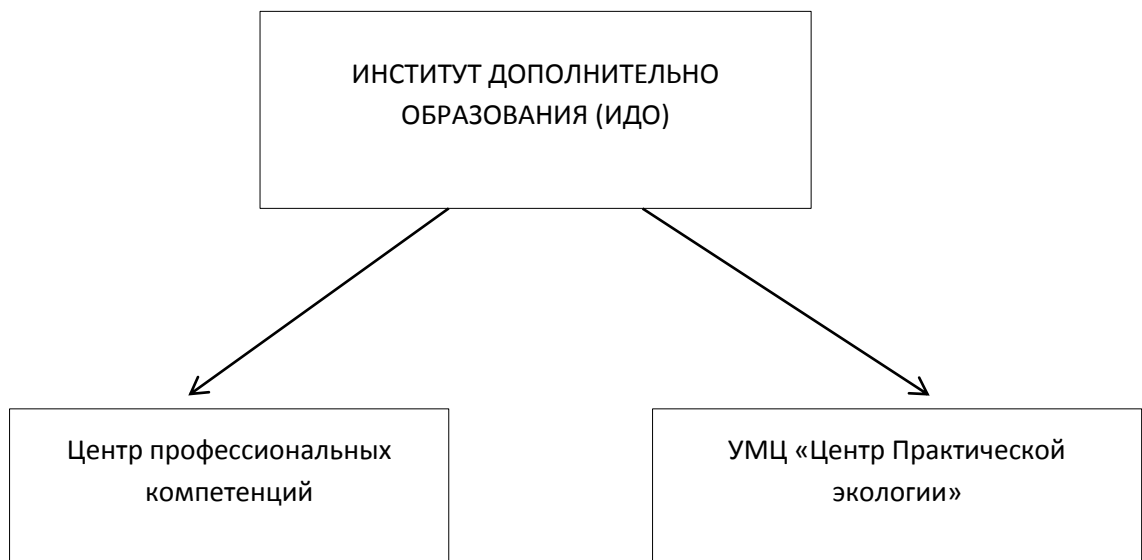 ИНСТИТУТ ДОПОЛНИТЕЛЬНО
ОБРАЗОВАНИЯ (ИДО)
Центр профессиональных
компетенций
УМЦ «Центр Практической
экологии»